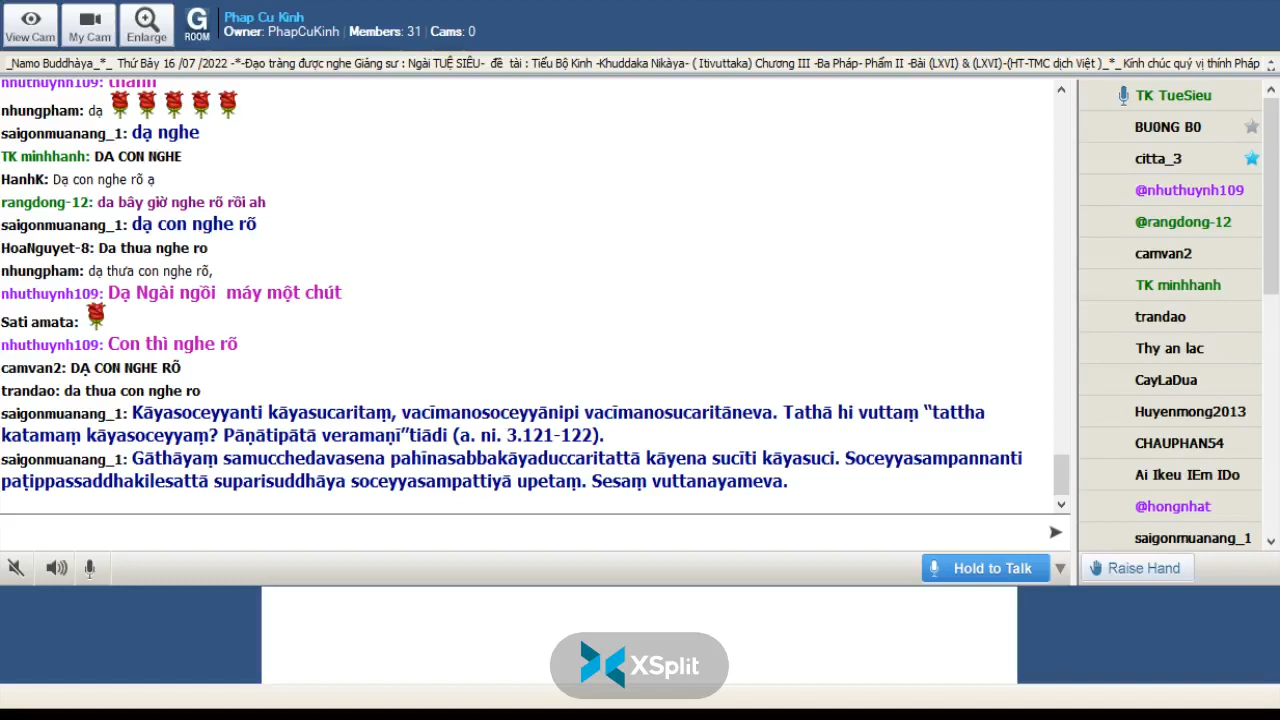 View Cam
My Cam
Enlarge
G
ROOM
Phap Cu Kinh
Owner: PhapCuKinh | Members: 31 | Cams: 0
_Namo Buddhàya_*_ Thứ Bảy 16 /07 /2022 -*-Đạo tràng được nghe Giảng sư : Ngài TUỆ SIÊU- đề tài : Tiểu Bộ Kinh -Khuddaka Nikàya- ( Itivuttaka) Chương III -Ba Pháp- Phẩm II -Bài (LXVI) & (LXVI)-(HT-TMC dịch Việt )_*_ Kính chúc quý vị thính Pháp
nhuthuynh109: thanh
nhungpham: dạ
saigonmuanang_1: dạ nghe
TK minhhanh: DẠ CON NGHE
HanhK: Dạ con nghe rõ ạ
rangdong-12: da bây giờ nghe rõ rồi ah
saigonmuanang_1: dạ con nghe rõ
HoaNguyet-8: Da thua nghe ro
nhungpham: dạ thưa con nghe rõ,
nhuthuynh109: Dạ Ngài ngồi máy một chút
Sati amata:
nhuthuynh109: Con thì nghe rõ
camvan2: DẠ CON NGHE RÕ
trandao: da thua con nghe ro
saigonmuanang_1: Kāyasoceyyanti kāyasucaritaṃ, vacīmanosoceyyānipi vacīmanosucaritāneva. Tathā hi vuttaṃ “tattha
katamaṃ kāyasoceyyaṃ? Pāṇātipātā veramaṇī”tiādi (a. ni. 3.121-122).
saigonmuanang_1: Gāthāyaṃ samucchedavasena pahīnasabbakāyaduccaritattā kāyena sucīti kāyasuci. Soceyyasampannanti
paṭippassaddhakilesattā suparisuddhāya soceyyasampattiyā upetaṃ. Sesaṃ vuttanayameva.
TK TueSieu
BU0NG B0
citta_3
@nhuthuynh109
@rangdong-12
camvan2
TK minhhanh
trandao
Thy an lac
CayLaDua
Huyenmong2013
CHAUPHAN54
Ai Ikeu IEm IDo
@hongnhat
saigonmuanang_1
Hold to Talk
Raise Hand
XSplit